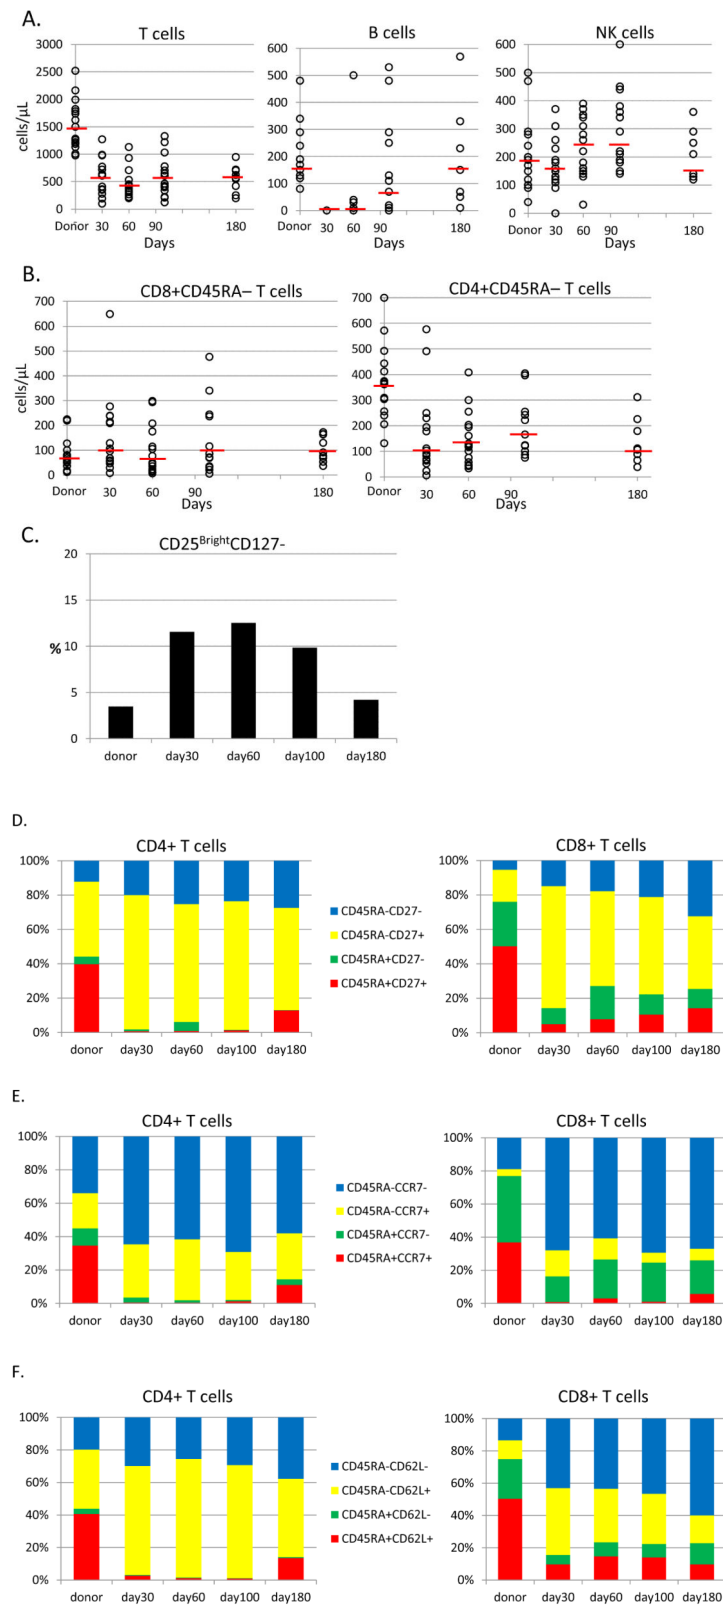 A.
T cells
B cells
NK cells
cells/µL
3000
2500
2000
1500
1000
500
0
Donor 30 60 90 180
Days
600
500
400
300
200
100
0
Donor 30 60 90 180
Days
600
500
400
300
200
100
0
Donor 30 60 90 180
Days
B.
CD8+CD45RA– T cells
CD4+CD45RA– T cells
cells/µL
700
600
500
400
300
200
100
0
Donor 30 60 90 180
Days
700
600
500
400
300
200
100
0
Donor 30 60 90 180
Days
C.
CD25BrightCD127-
%
20
15
10
5
0
donor day30 day60 day100 day180
D.
CD4+ T cells
CD8+ T cells
100%
80%
60%
40%
20%
0%
donor day30 day60 day100 day180
CD45RA-CD27-
CD45RA-CD27+
CD45RA+CD27-
CD45RA+CD27+
100%
80%
60%
40%
20%
0%
donor day30 day60 day100 day180
E.
CD4+ T cells
CD8+ T cells
100%
80%
60%
40%
20%
0%
donor day30 day60 day100 day180
CD45RA-CCR7-
CD45RA-CCR7+
CD45RA+CCR7-
CD45RA+CCR7+
100%
80%
60%
40%
20%
0%
donor day30 day60 day100 day180
F.
CD4+ T cells
CD8+ T cells
100%
80%
60%
40%
20%
0%
donor day30 day60 day100 day180
CD45RA-CD62L-
CD45RA-CD62L+
CD45RA+CD62L-
CD45RA+CD62L+
100%
80%
60%
40%
20%
0%
donor day30 day60 day100 day180